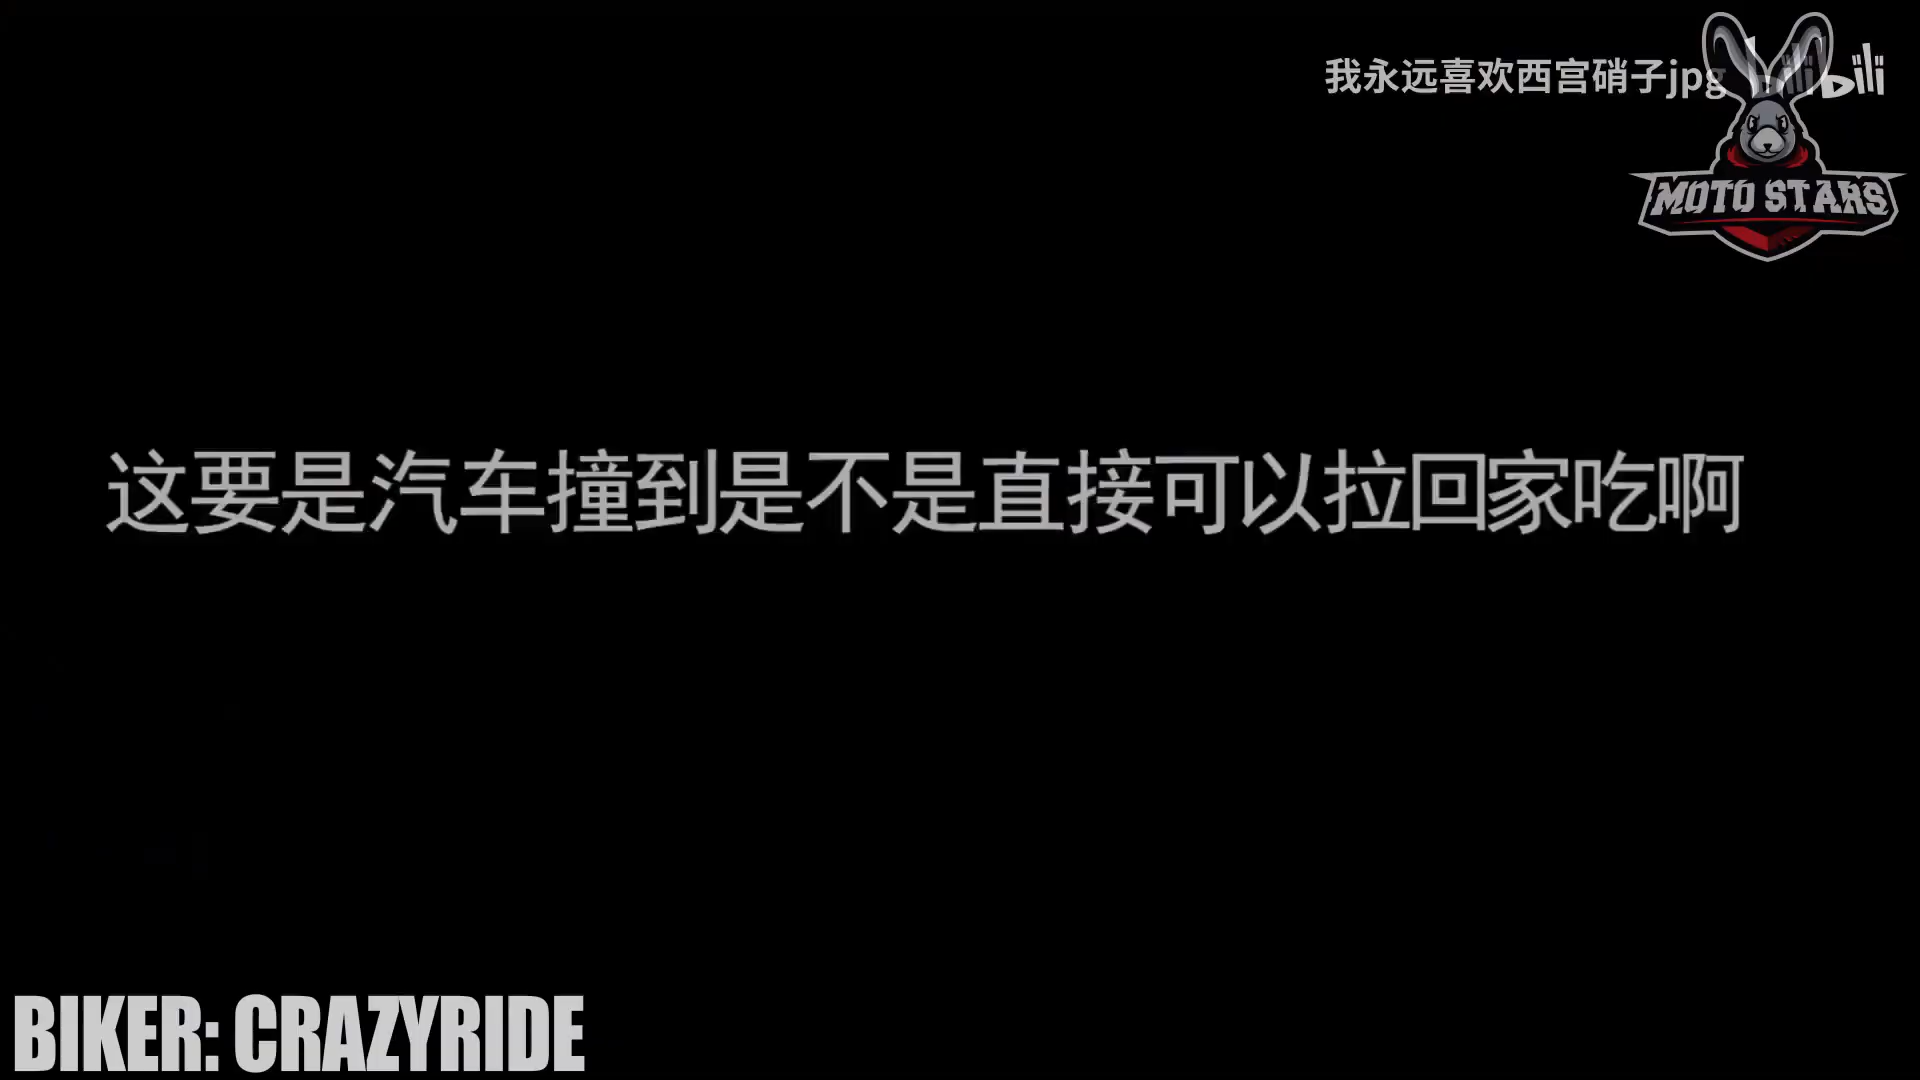 我永远喜欢西宫硝子jpg bilibili
MOTO STARS
这要是汽车撞到是不是直接可以拉回家吃啊
BIKER: CRAZYRIDE